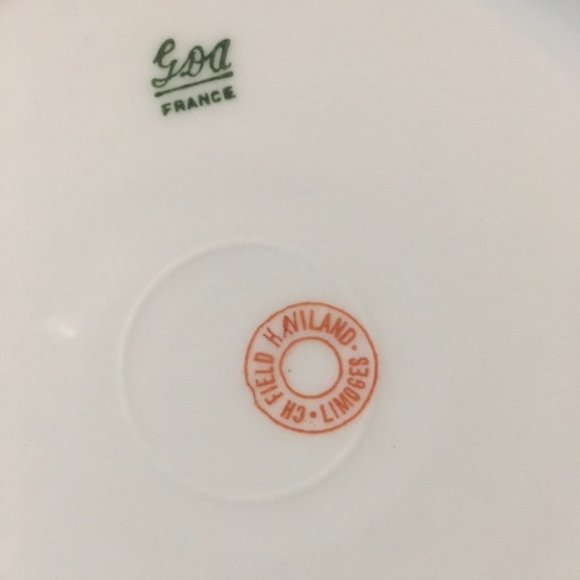 GDA
FRANCE
CH FIELD HAVILAND • LIMOGES •